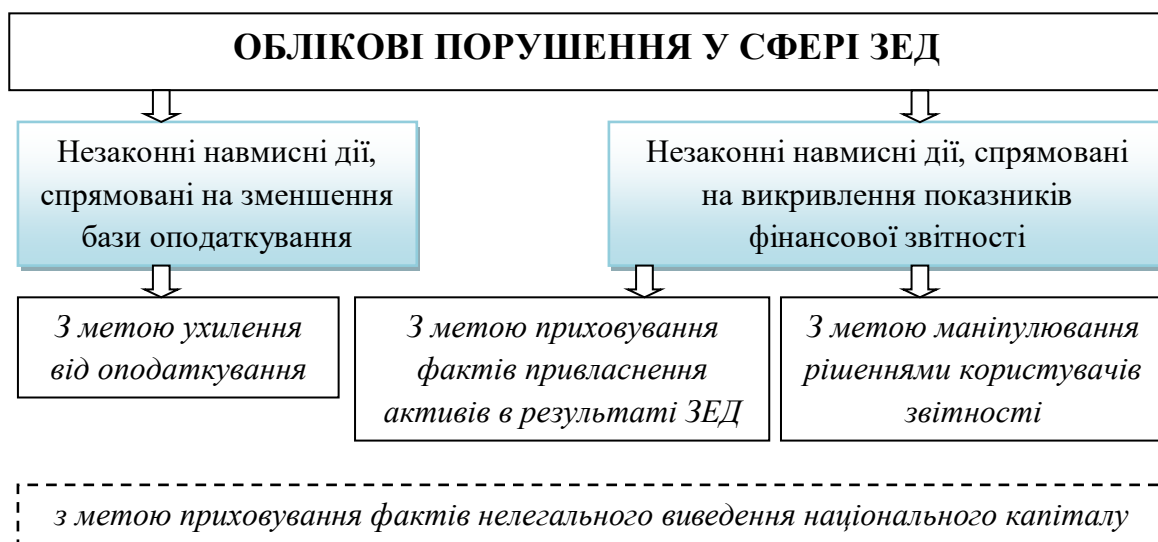 ОБЛІКОВІ ПОРУШЕННЯ У СФЕРІ ЗЕД
Незаконні навмисні дії,
спрямовані на зменшення
бази оподаткування
Незаконні навмисні дії, спрямовані
на викривлення показників
фінансової звітності
З метою ухилення
від оподаткування
З метою приховування
фактів привласнення
активів в результаті ЗЕД
З метою маніпулювання
рішеннями користувачів
звітності
з метою приховування фактів нелегального виведення національного капіталу